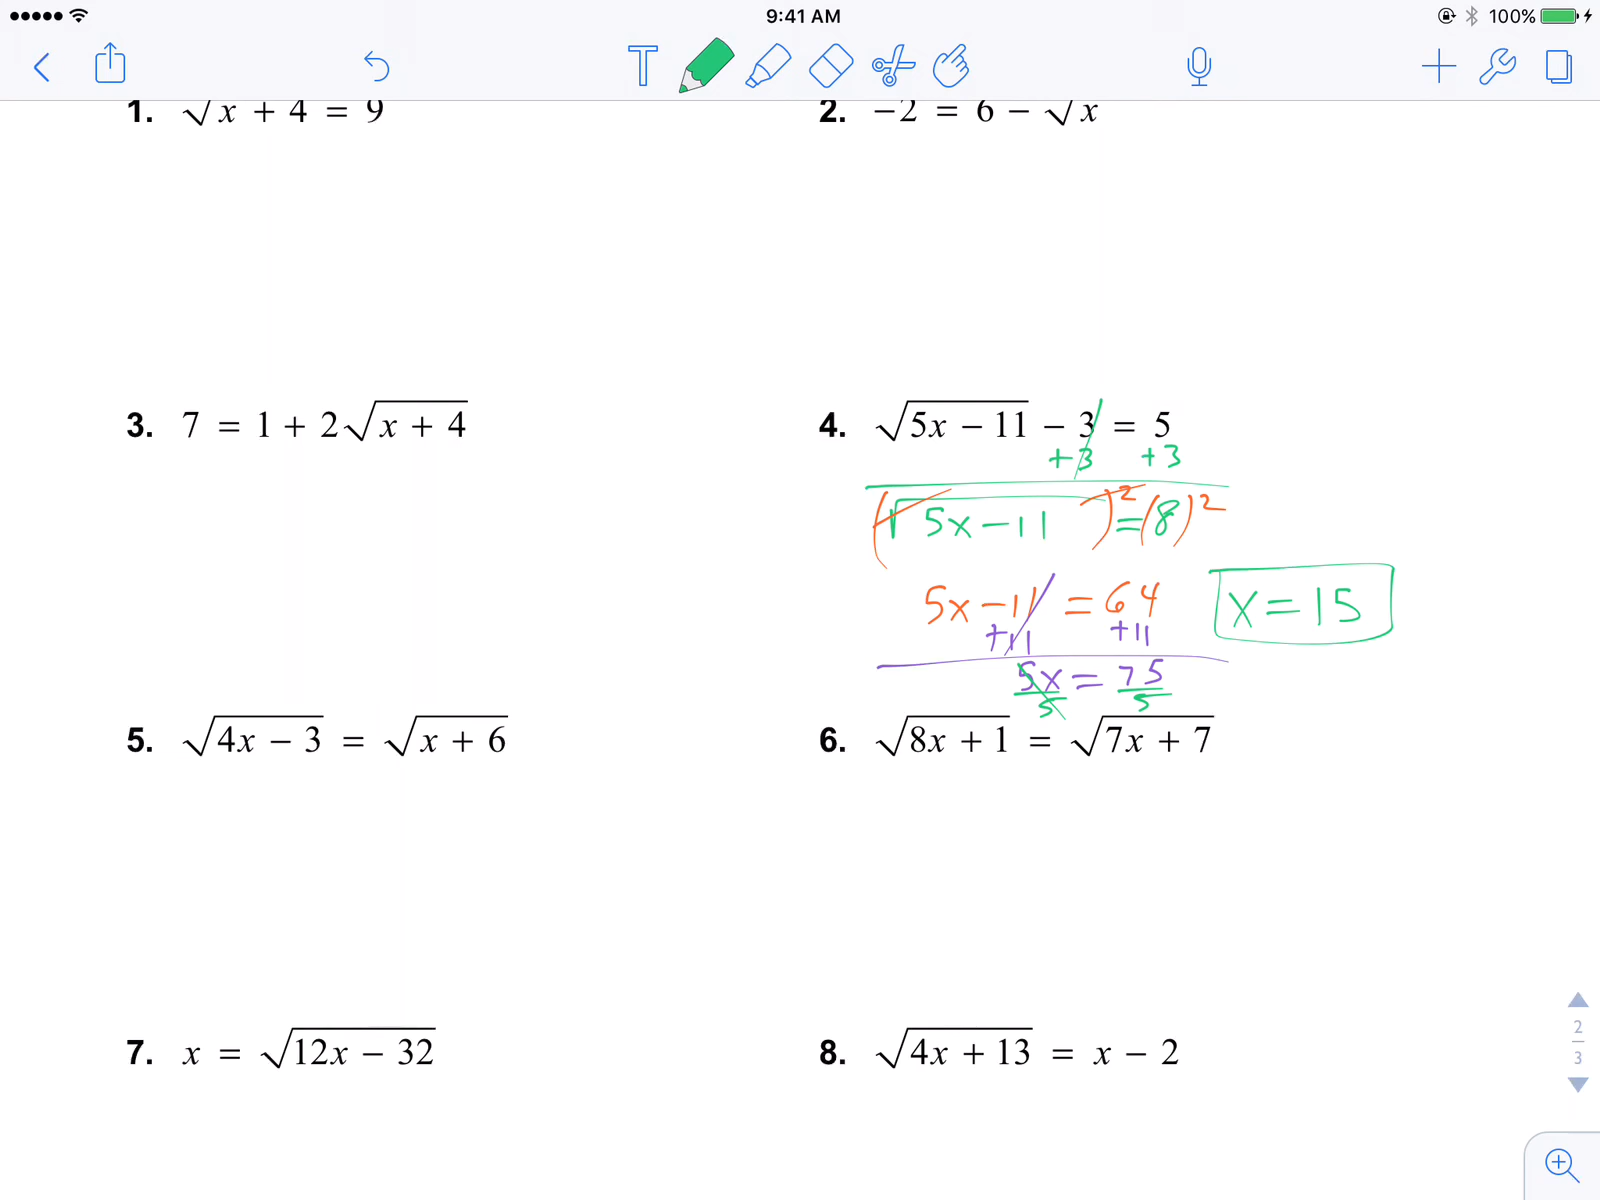 9:41 AM
100%
T
1. √x + 4 = 9
2. −2 = 6 − √x
3. 7 = 1 + 2√(x + 4)
4. √(5x − 11) − 3 = 5
+3 +3
(√(5x − 11))² = (8)²
5x − 11 = 64
x = 15
+11 +11
5x = 75
5 5
5. √(4x − 3) = √(x + 6)
6. √(8x + 1) = √(7x + 7)
7. x = √(12x − 32)
8. √(4x + 13) = x − 2
2
3